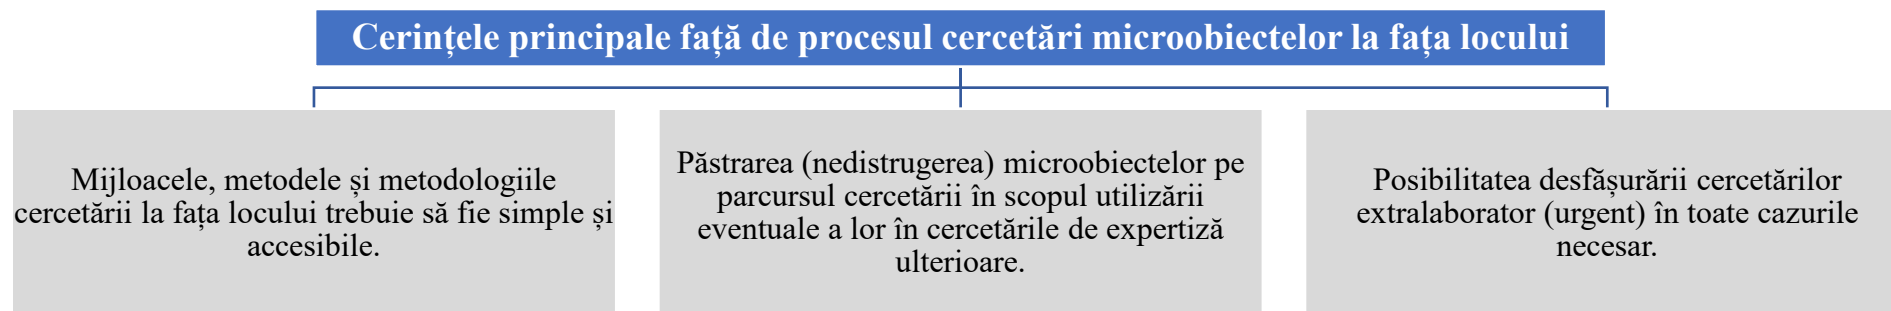 Cerințele principale față de procesul cercetări microobiectelor la fața locului
Mijloacele, metodele și metodologiile
cercetării la fața locului trebuie să fie simple și
accesibile.
Păstrarea (nedistrugerea) microobiectelor pe
parcursul cercetării în scopul utilizării
eventuale a lor în cercetările de expertiză
ulterioare.
Posibilitatea desfășurării cercetărilor
extralaborator (urgent) în toate cazurile
necesar.